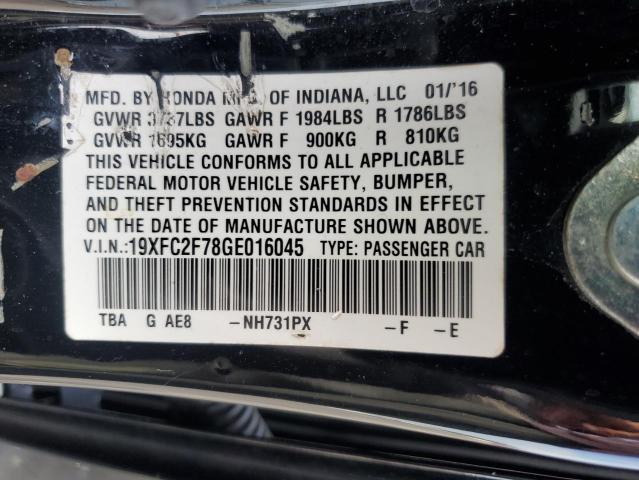 MFD. BY HONDA MFG. OF INDIANA, LLC 01/'16
GVWR 3737LBS GAWR F 1984LBS R 1786LBS
GVWR 1695KG GAWR F 900KG R 810KG
THIS VEHICLE CONFORMS TO ALL APPLICABLE
FEDERAL MOTOR VEHICLE SAFETY, BUMPER,
AND THEFT PREVENTION STANDARDS IN EFFECT
ON THE DATE OF MANUFACTURE SHOWN ABOVE.
V.I.N.:19XFC2F78GE016045 TYPE: PASSENGER CAR
TBA G AE8 –NH731PX –F –E